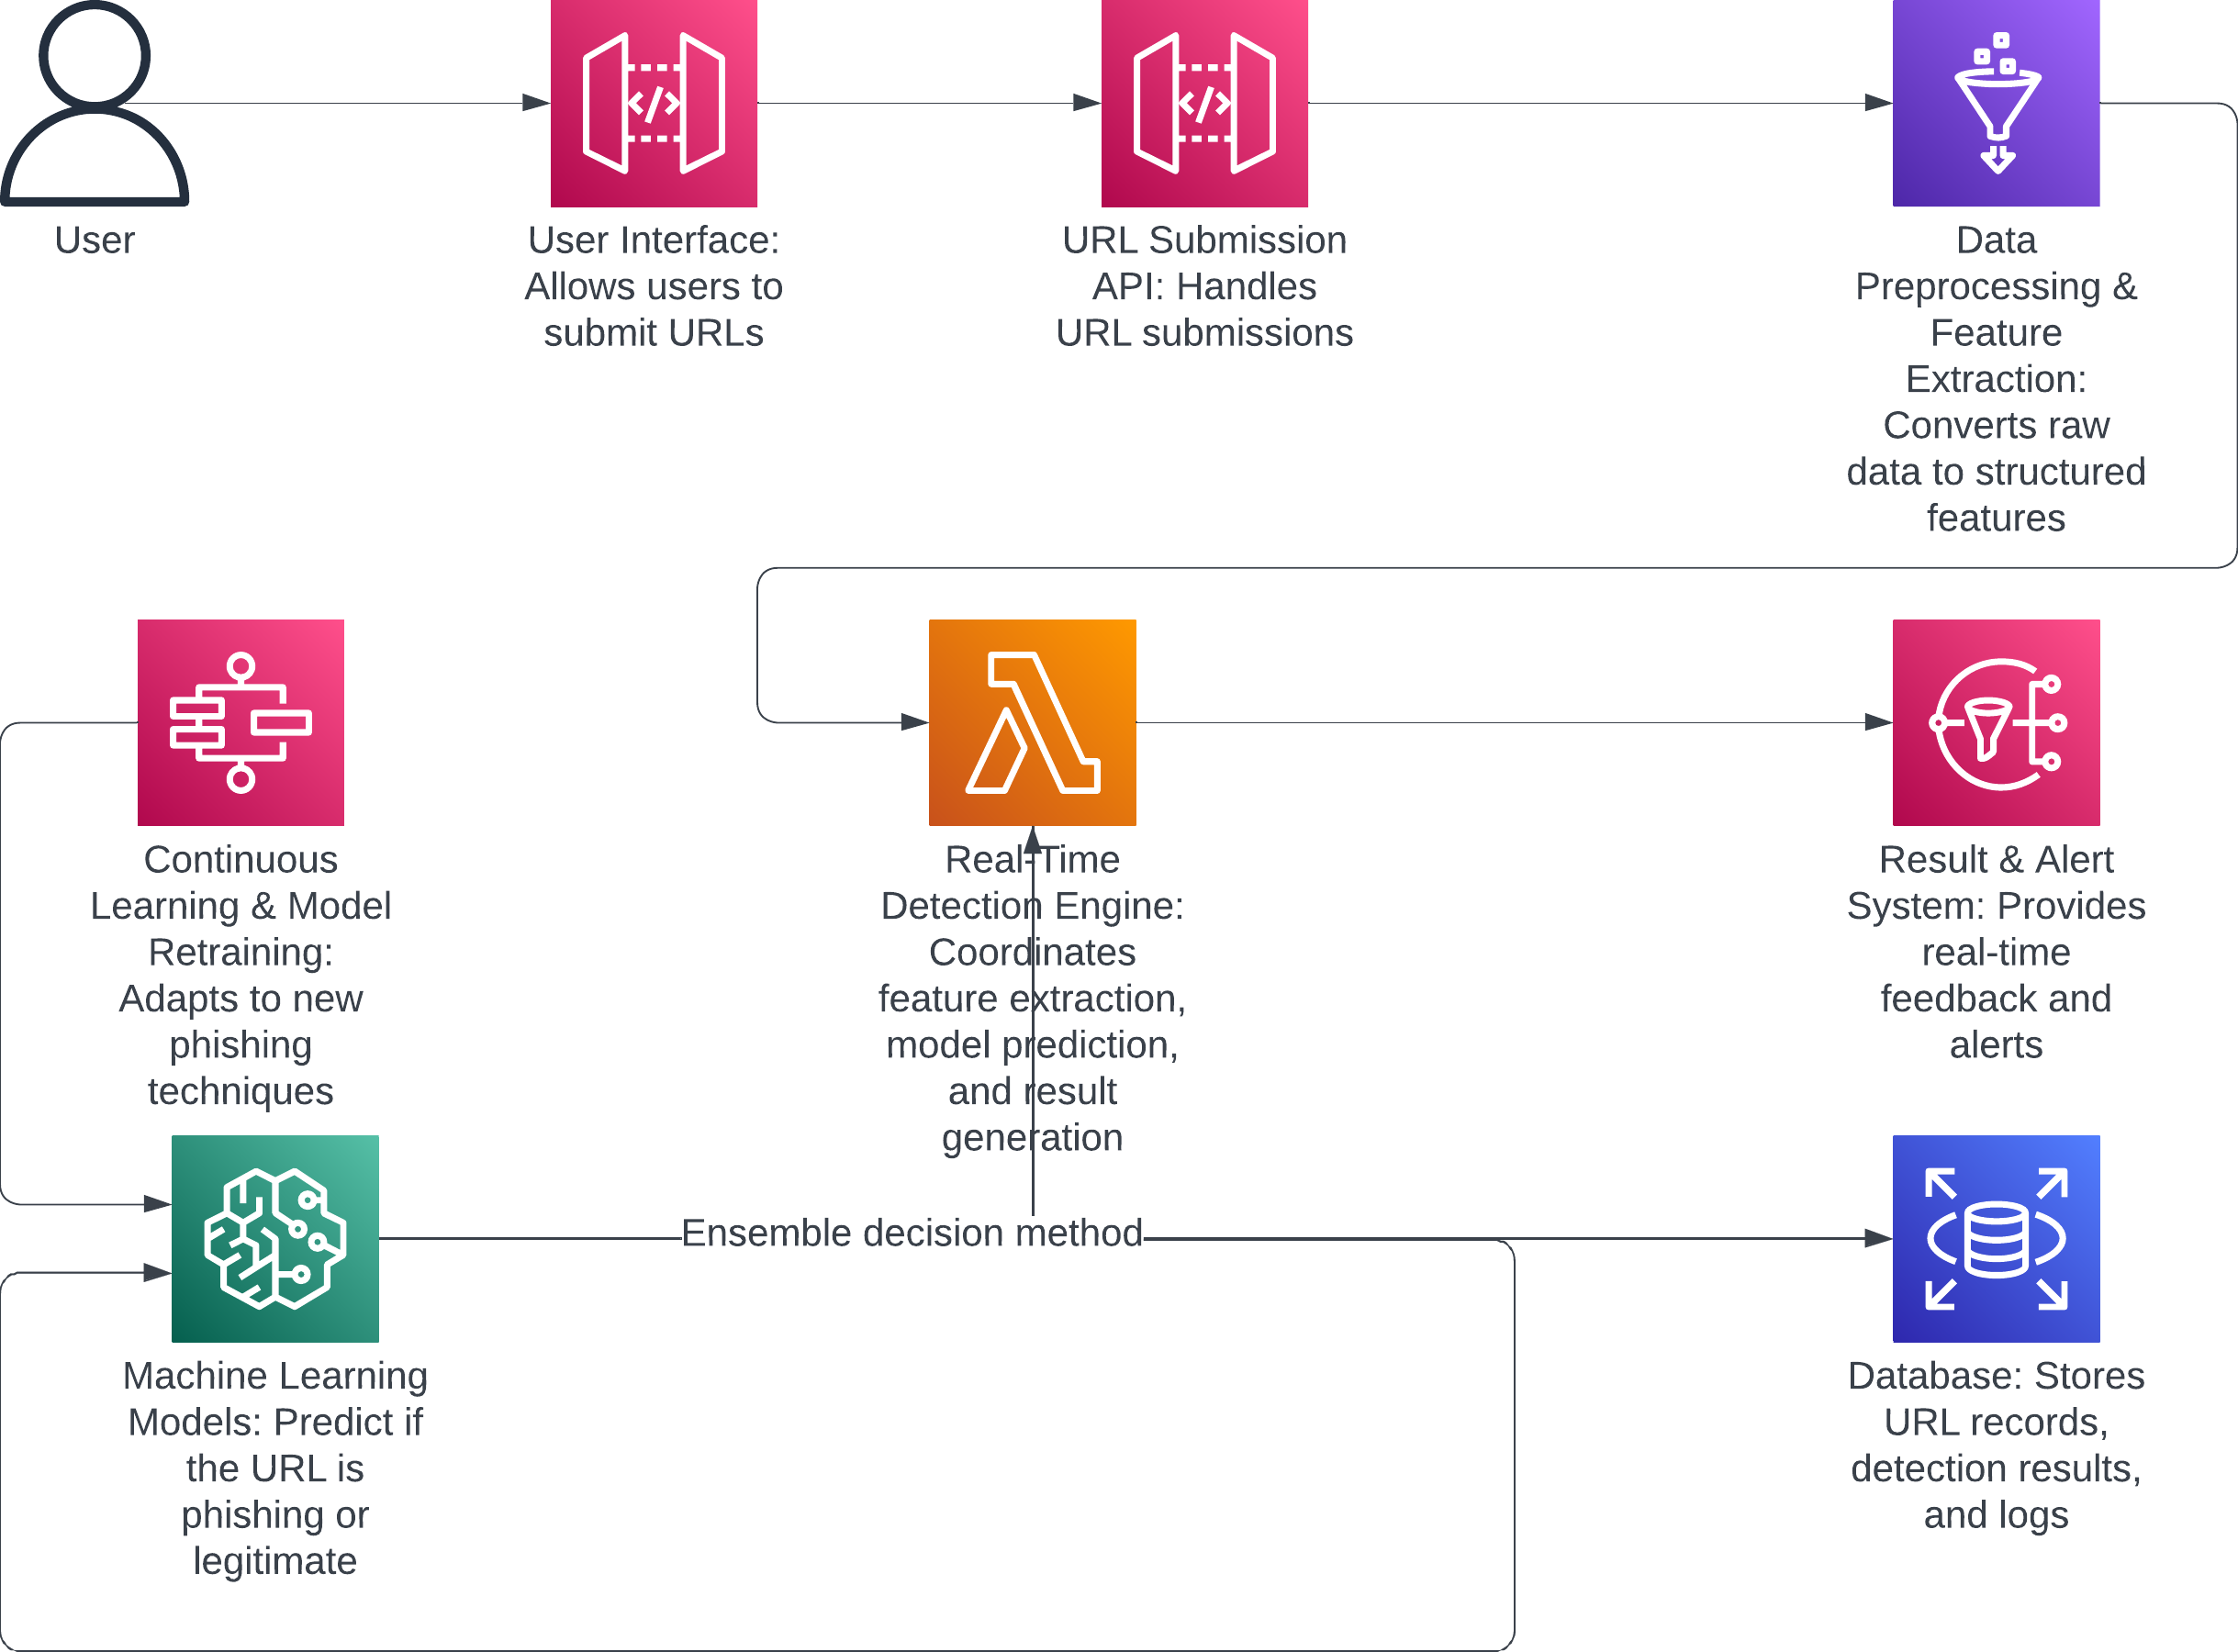 User
User Interface:
Allows users to
submit URLs
URL Submission
API: Handles
URL submissions
Data
Preprocessing &
Feature
Extraction:
Converts raw
data to structured
features
Continuous
Learning & Model
Retraining:
Adapts to new
phishing
techniques
Real-Time
Detection Engine:
Coordinates
feature extraction,
model prediction,
and result
generation
Result & Alert
System: Provides
real-time
feedback and
alerts
Ensemble decision method
Machine Learning
Models: Predict if
the URL is
phishing or
legitimate
Database: Stores
URL records,
detection results,
and logs